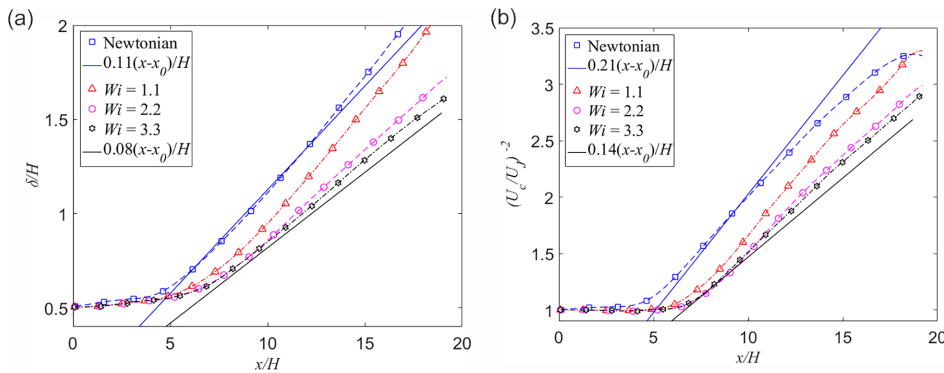 (a)
2
1.5
1
0.5
0
5
10
15
20
δ/H
x/H
Newtonian
0.11(x-x0)/H
Wi = 1.1
Wi = 2.2
Wi = 3.3
0.08(x-x0)/H
(b)
3.5
3
2.5
2
1.5
1
0
5
10
15
20
(Uc/UJ)-2
x/H
Newtonian
0.21(x-x0)/H
Wi = 1.1
Wi = 2.2
Wi = 3.3
0.14(x-x0)/H